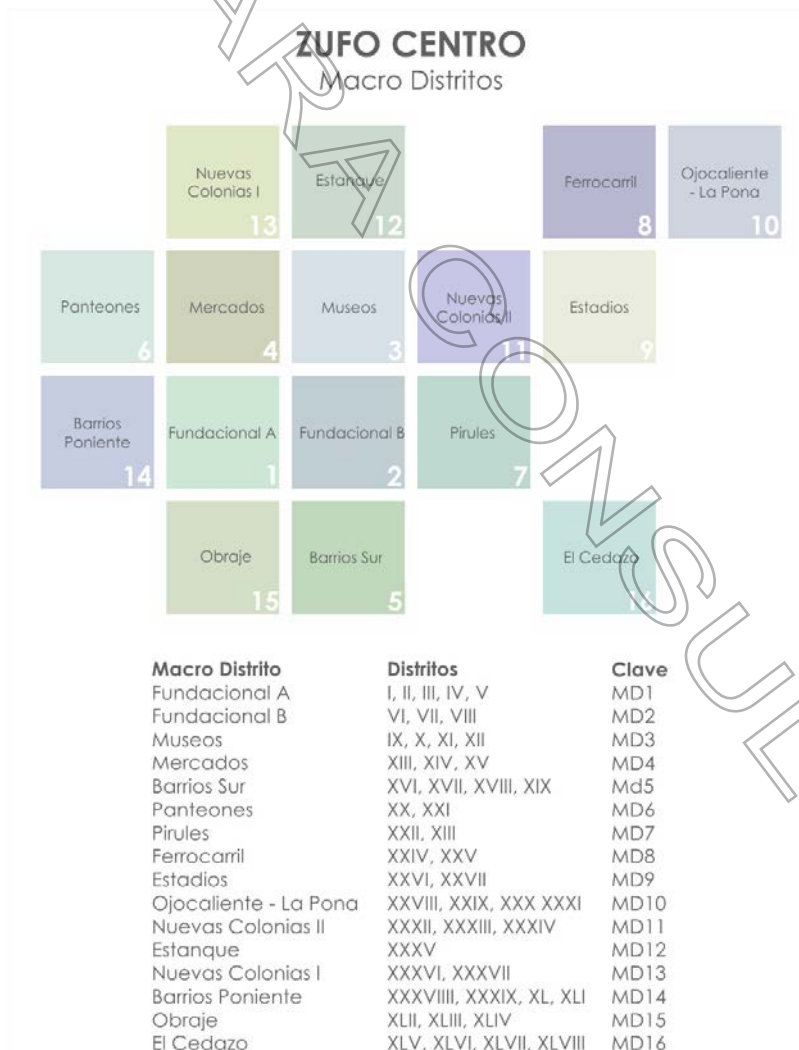 ZUFO CENTRO
Macro Distritos
Nuevas
Colonias I
13
Estanque
12
Ferrocarril
8
Ojocaliente
- La Pona
10
Panteones
6
Mercados
4
Museos
3
Nuevas
Colonias II
11
Estadios
9
Barrios
Poniente
14
Fundacional A
1
Fundacional B
2
Pirules
7
Obraje
15
Barrios Sur
5
El Cedazo
16
Macro Distrito Distritos Clave
Fundacional A I, II, III, IV, V MD1
Fundacional B VI, VII, VIII MD2
Museos IX, X, XI, XII MD3
Mercados XIII, XIV, XV MD4
Barrios Sur XVI, XVII, XVIII, XIX Md5
Panteones XX, XXI MD6
Pirules XXII, XIII MD7
Ferrocarril XXIV, XXV MD8
Estadios XXVI, XXVII MD9
Ojocaliente - La Pona XXVIII, XXIX, XXX XXXI MD10
Nuevas Colonias II XXXII, XXXIII, XXXIV MD11
Estanque XXXV MD12
Nuevas Colonias I XXXVI, XXXVII MD13
Barrios Poniente XXXVIIII, XXXIX, XL, XLI MD14
Obraje XLII, XLIII, XLIV MD15
El Cedazo XLV, XLVI, XLVII, XLVIII MD16
ARA CONSUL